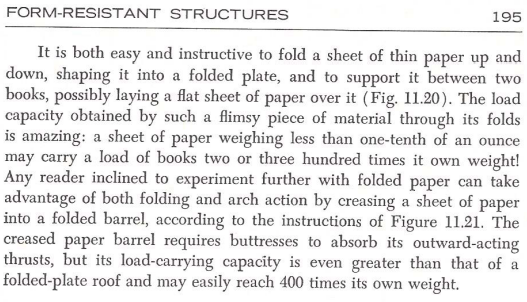 FORM-RESISTANT STRUCTURES 195
It is both easy and instructive to fold a sheet of thin paper up and
down, shaping it into a folded plate, and to support it between two
books, possibly laying a flat sheet of paper over it (Fig. 11.20). The load
capacity obtained by such a flimsy piece of material through its folds
is amazing: a sheet of paper weighing less than one-tenth of an ounce
may carry a load of books two or three hundred times it own weight!
Any reader inclined to experiment further with folded paper can take
advantage of both folding and arch action by creasing a sheet of paper
into a folded barrel, according to the instructions of Figure 11.21. The
creased paper barrel requires buttresses to absorb its outward-acting
thrusts, but its load-carrying capacity is even greater than that of a
folded-plate roof and may easily reach 400 times its own weight.